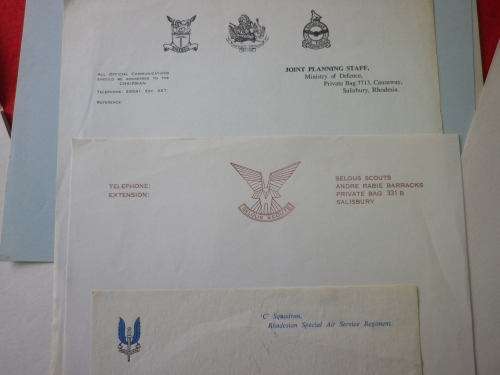 ALL OFFICIAL COMMUNICATIONS
SHOULD BE ADDRESSED TO THE
CHAIRMAN.
TELEPHONE: EXT. 257.
REFERENCE
JOINT PLANNING STAFF,
Ministry of Defence,
Private Bag 7713, Causeway,
Salisbury, Rhodesia.
TELEPHONE:
EXTENSION:
SELOUS SCOUTS
SELOUS SCOUTS
ANDRE RABIE BARRACKS
PRIVATE BAG 331 B
SALISBURY
'C' Squadron,
Rhodesian Special Air Service Regiment.